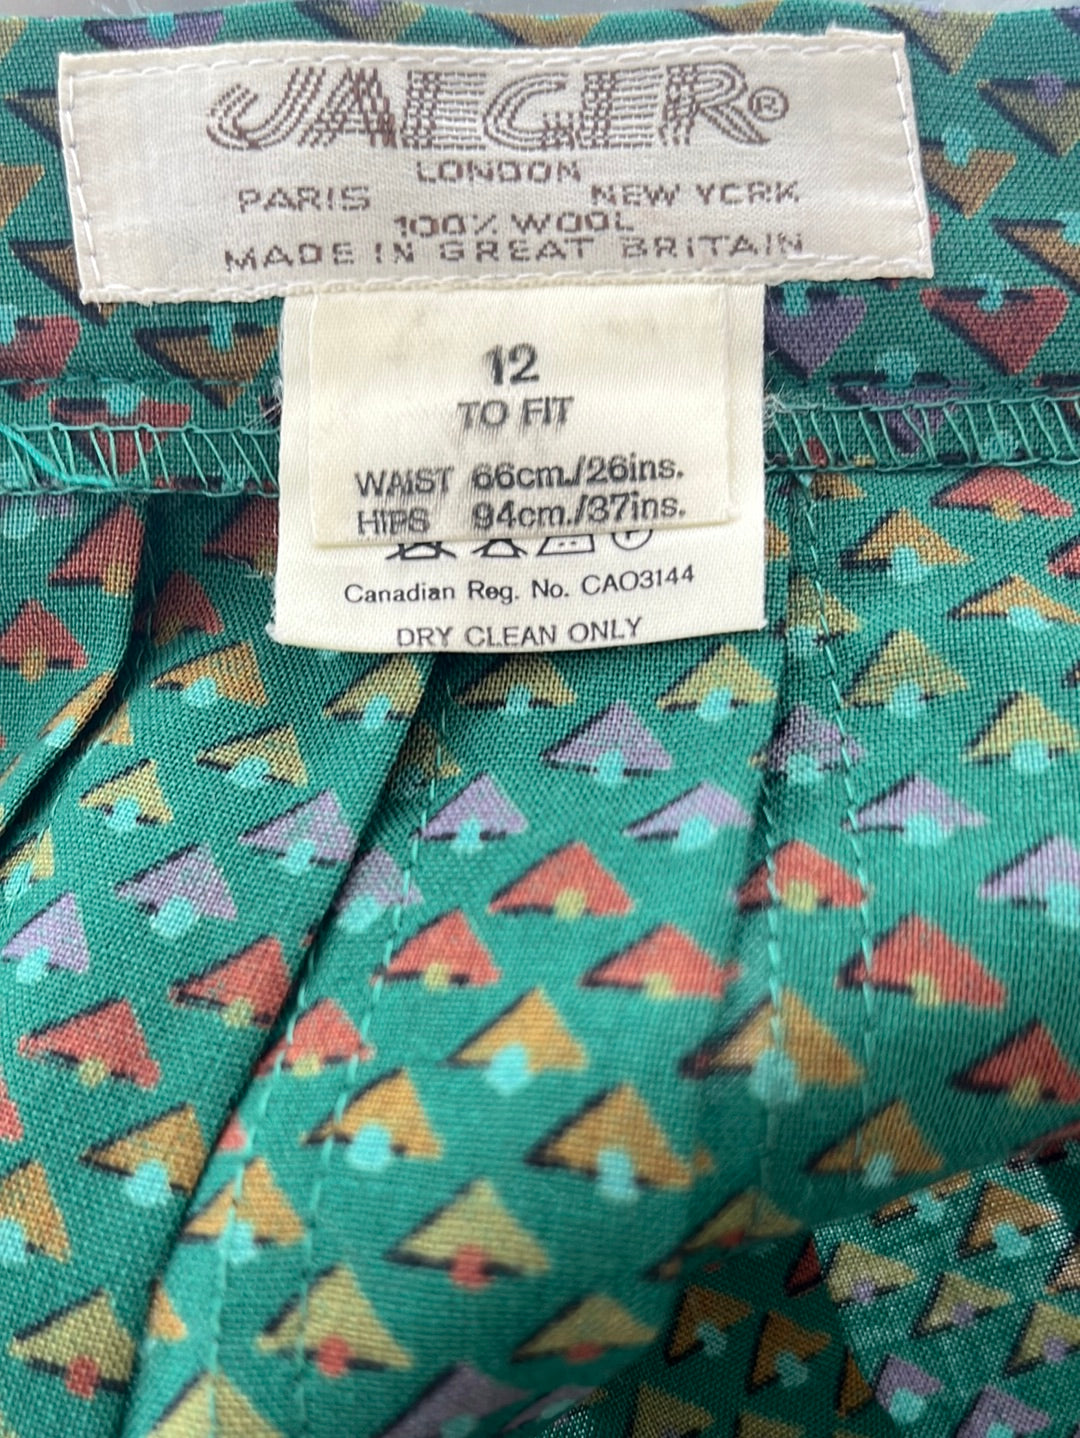 JAEGER®
LONDON
PARIS NEW YORK
100% WOOL
MADE IN GREAT BRITAIN
12
TO FIT
WAIST 66cm./26ins.
HIPS 94cm./37ins.
Canadian Reg. No. CAO3144
DRY CLEAN ONLY